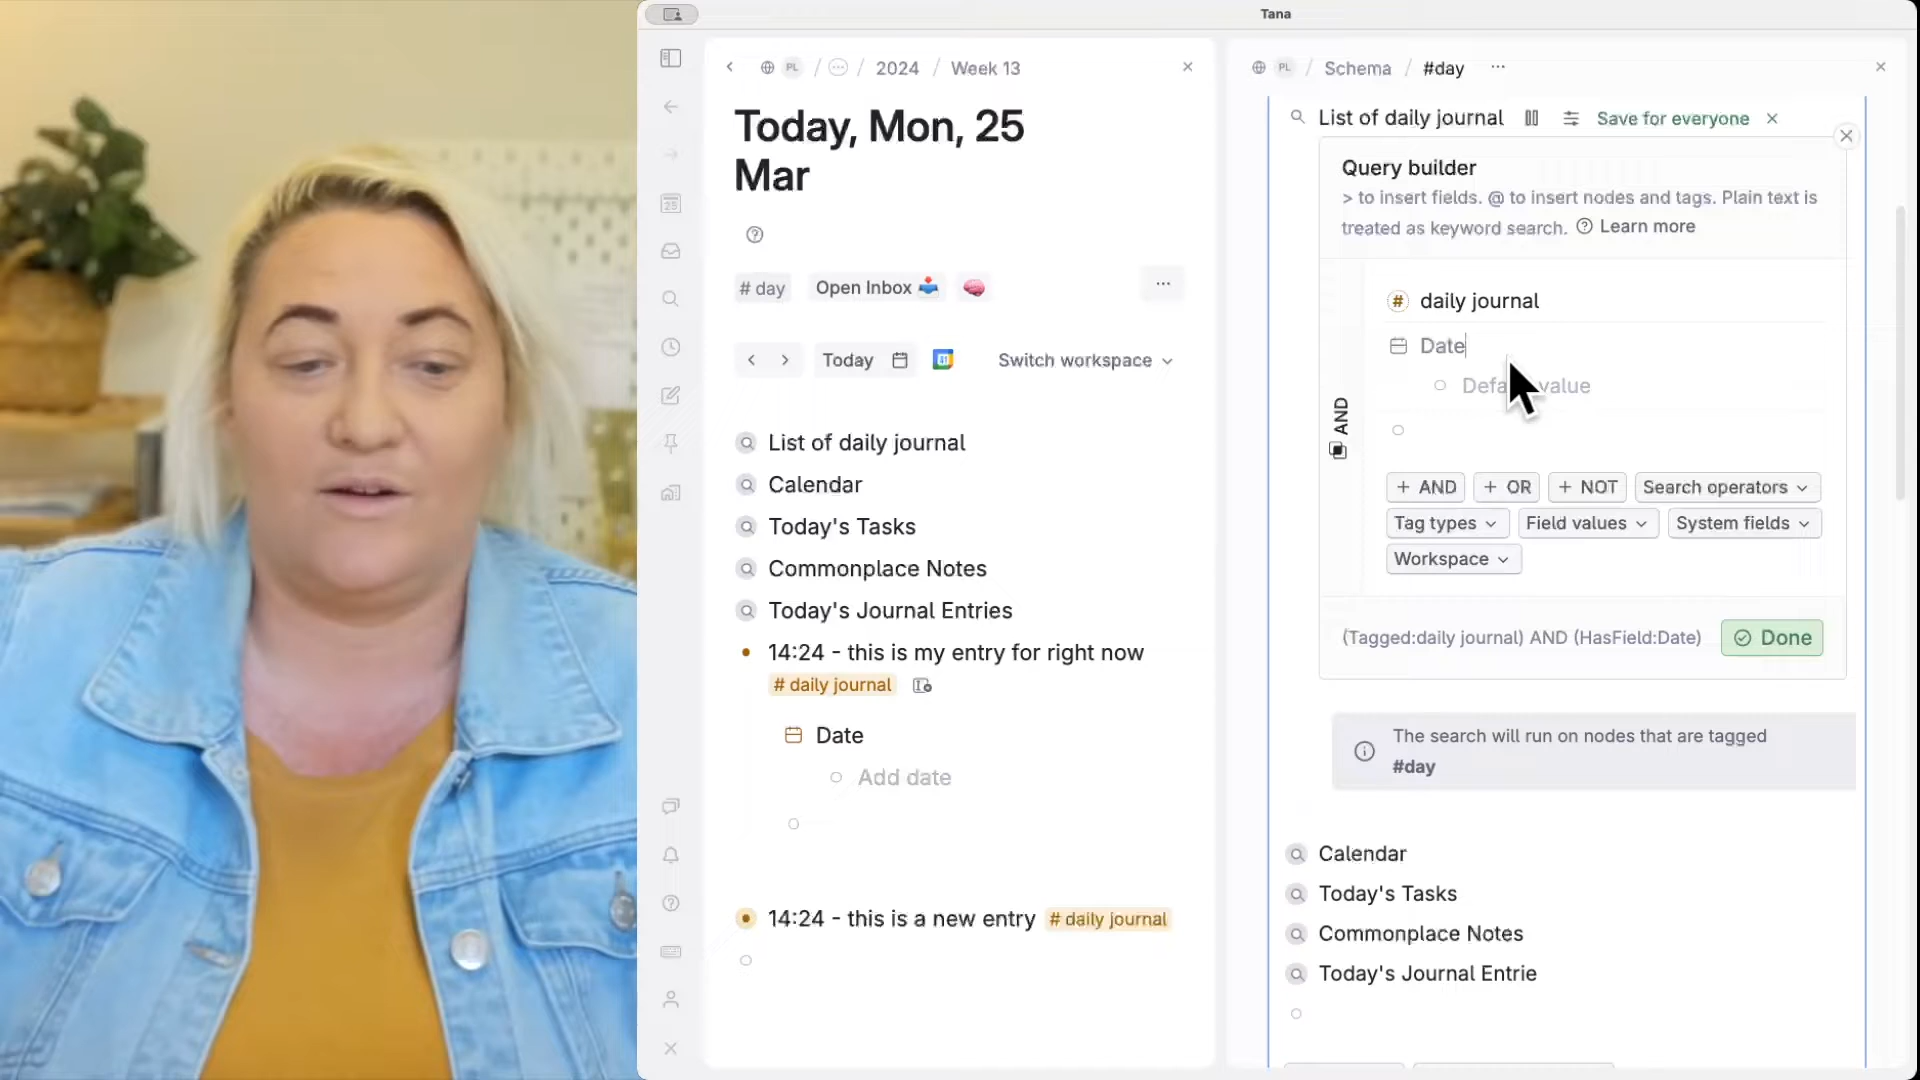 Tana
PL / / 2024 / Week 13
Today, Mon, 25
Mar
# day
Open Inbox
Today
Switch workspace
List of daily journal
Calendar
Today's Tasks
Commonplace Notes
Today's Journal Entries
14:24 - this is my entry for right now
# daily journal
Date
Add date
14:24 - this is a new entry # daily journal
PL / Schema / #day ...
List of daily journal
Save for everyone
Query builder
> to insert fields. @ to insert nodes and tags. Plain text is
treated as keyword search. Learn more
# daily journal
Date
value
AND
+ AND + OR + NOT Search operators
Tag types Field values System fields
Workspace
(Tagged:daily journal) AND (HasField:Date) Done
The search will run on nodes that are tagged
#day
Calendar
Today's Tasks
Commonplace Notes
Today's Journal Entrie